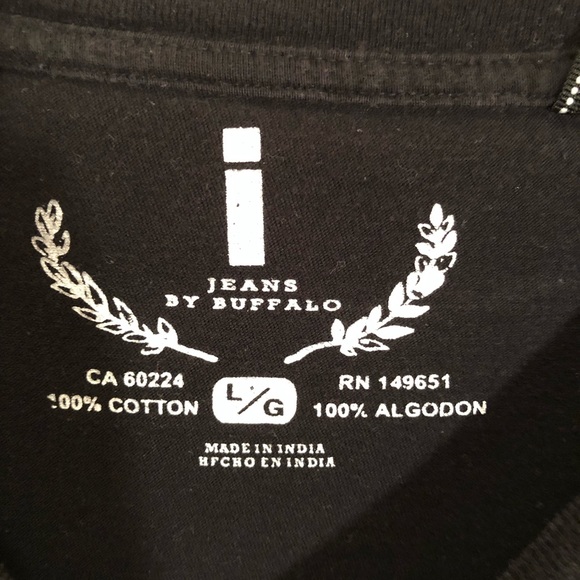 i
JEANS
BY BUFFALO
CA 60224
RN 149651
100% COTTON
L/G
100% ALGODON
MADE IN INDIA
HECHO EN INDIA